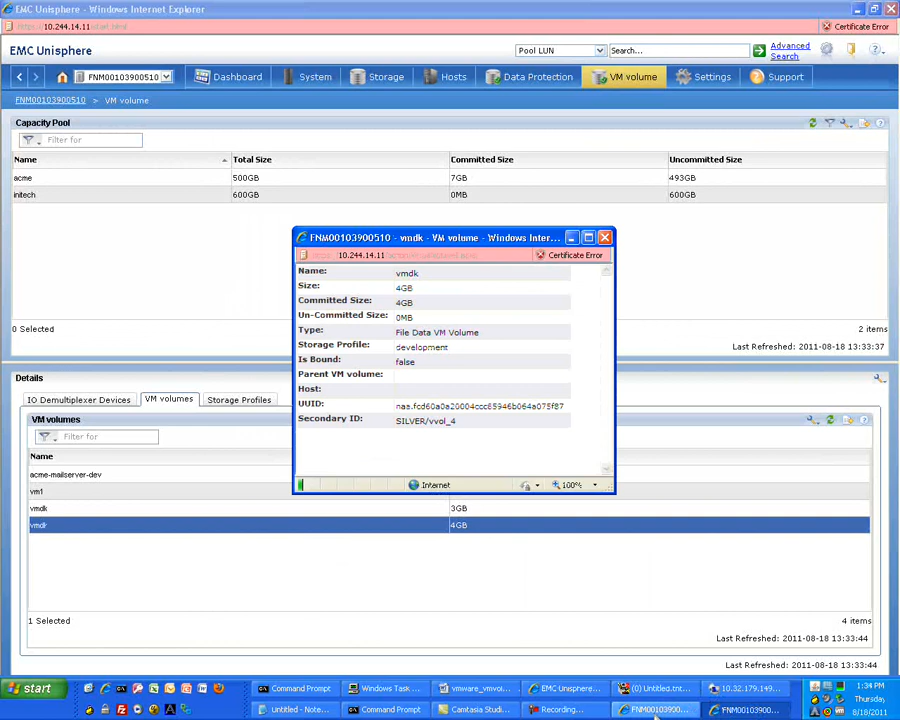 EMC Unisphere - Windows Internet Explorer
10.244.14.11
Certificate Error
EMC Unisphere
Pool LUN
Search...
Advanced Search
FNM00103900510
Dashboard
System
Storage
Hosts
Data Protection
VM volume
Settings
Support
FNM00103900510 > VM volume
Capacity Pool
Filter for
Name Total Size Committed Size Uncommitted Size
acme 500GB 7GB 493GB
initech 600GB 0MB 600GB
0 Selected 2 items
Last Refreshed: 2011-08-18 13:33:37
FNM00103900510 - vmdk - VM volume - Windows Inter...
10.244.14.11
Certificate Error
Name: vmdk
Size: 4GB
Committed Size: 4GB
Un-Committed Size: 0MB
Type: File Data VM Volume
Storage Profile: development
Is Bound: false
Parent VM volume:
Host:
UUID: naa.fcd60a0a20004ccc85946b064a075f87
Secondary ID: SILVER/vvol_4
Internet 100%
Details
IO Demultiplexer Devices VM volumes Storage Profiles
VM volumes
Filter for
Name
acme-mailserver-dev
vm1
vmdk 3GB
vmdk 4GB
1 Selected 4 items
Last Refreshed: 2011-08-18 13:33:44
Last Refreshed: 2011-08-18 13:33:44
start
Command Prompt
Windows Task ...
vmware_vmvol...
EMC Unisphere...
(0) Untitled.tnt...
10.32.179.149...
1:34 PM
Untitled - Note...
Command Prompt
Camtasia Studi...
Recording...
FNM00103900...
FNM00103900...
Thursday
8/18/2011